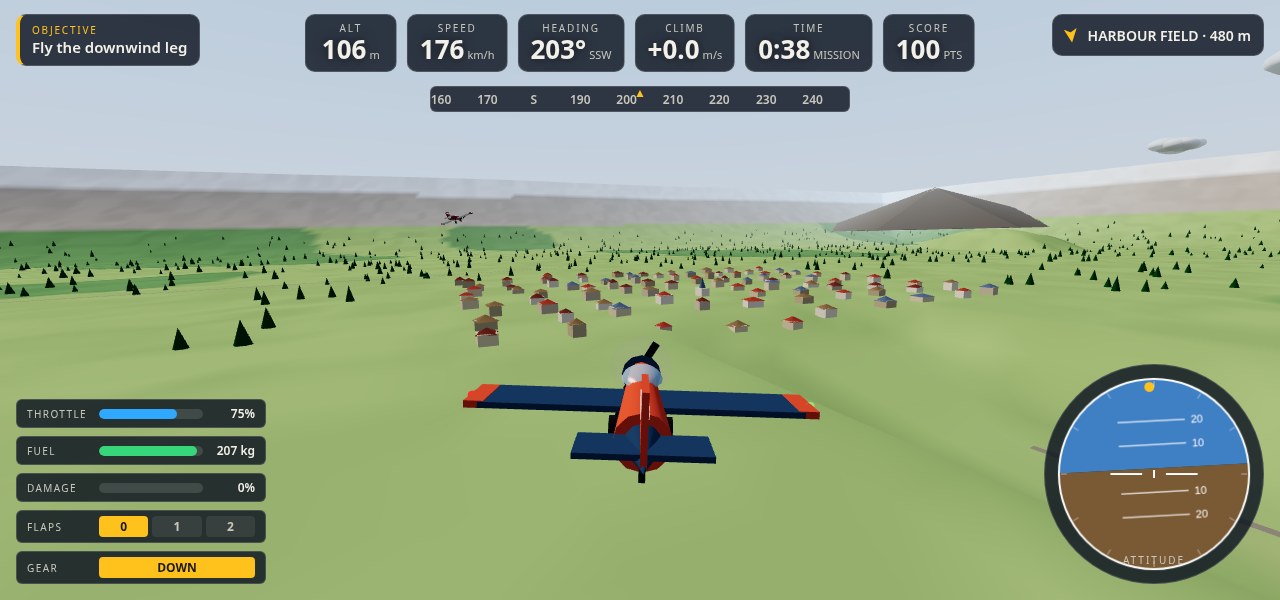 OBJECTIVE
Fly the downwind leg
ALT
106 m
SPEED
176 km/h
HEADING
203° SSW
CLIMB
+0.0 m/s
TIME
0:38 MISSION
SCORE
100 PTS
HARBOUR FIELD · 480 m
160 170 S 190 200 210 220 230 240
THROTTLE 75%
FUEL 207 kg
DAMAGE 0%
FLAPS 0 1 2
GEAR DOWN
20
10
10
20
ATTITUDE